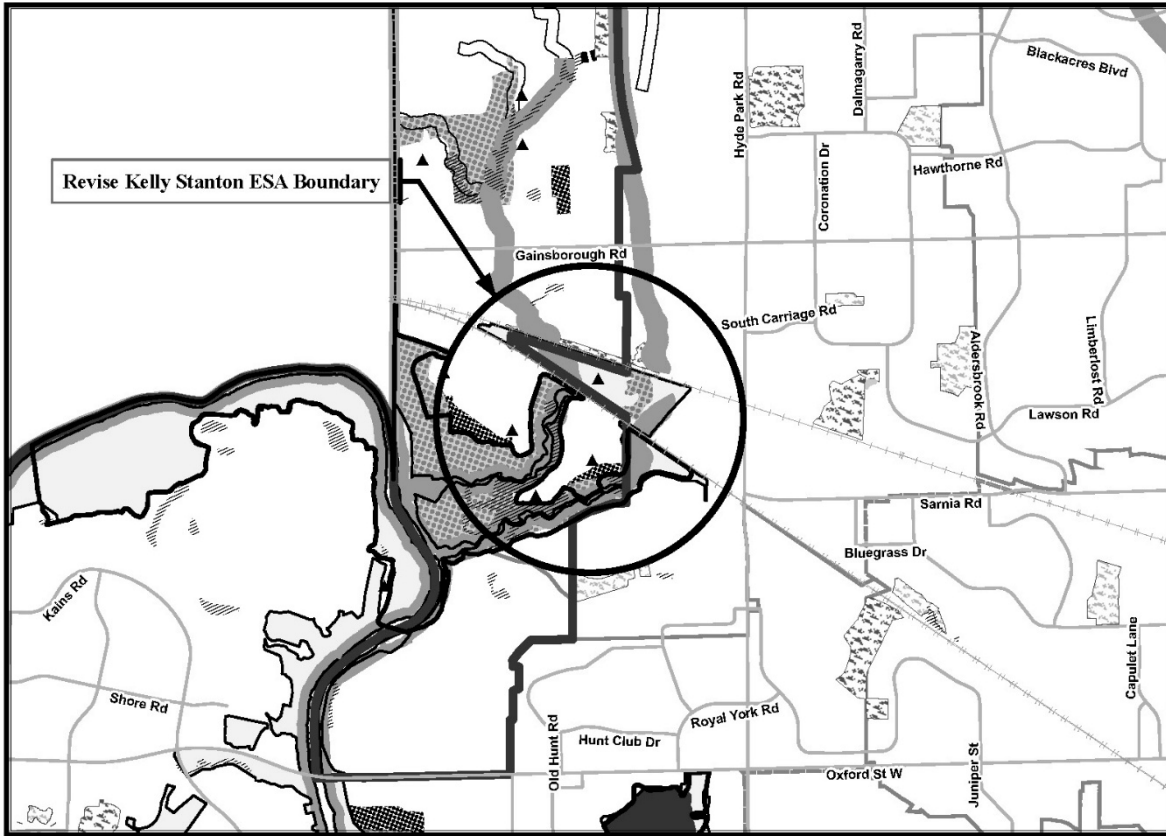 Blackacres Blvd
Dalmagarry Rd
Hyde Park Rd
Hawthorne Rd
Revise Kelly Stanton ESA Boundary
Coronation Dr
Gainsborough Rd
South Carriage Rd
Aldersbrook Rd
Limberlost Rd
Lawson Rd
Sarnia Rd
Bluegrass Dr
Kains Rd
Capulet Lane
Shore Rd
Royal York Rd
Old Hunt Rd
Hunt Club Dr
Juniper St
Oxford St W